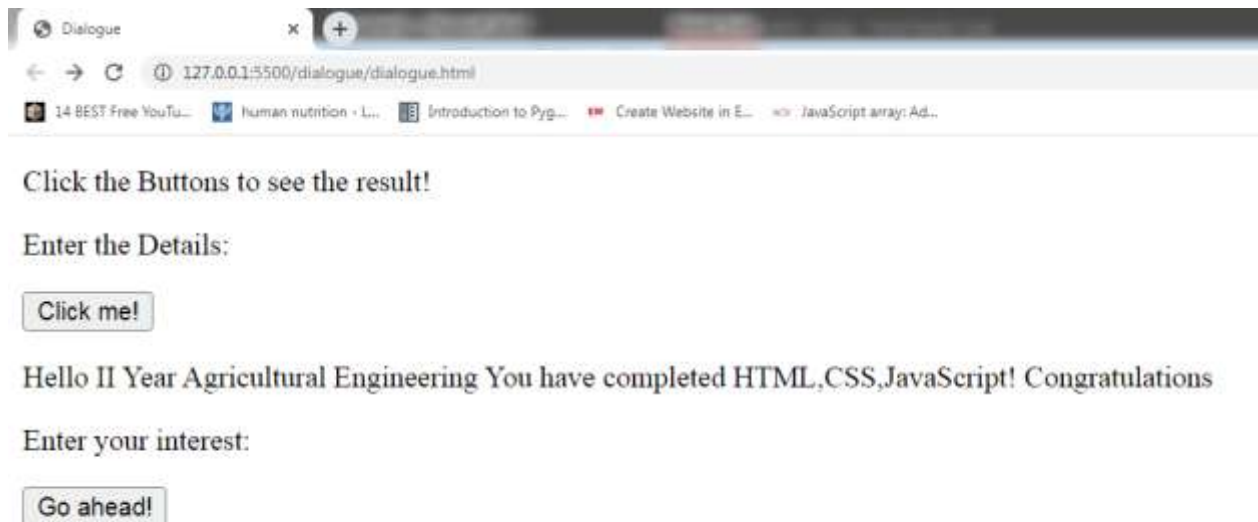 Dialogue
127.0.0.1:5500/dialogue/dialogue.html
14 BEST Free YouTu... human nutrition - L... Introduction to Pyg... Create Website in E... JavaScript array: Ad...
Click the Buttons to see the result!
Enter the Details:
Click me!
Hello II Year Agricultural Engineering You have completed HTML,CSS,JavaScript! Congratulations
Enter your interest:
Go ahead!